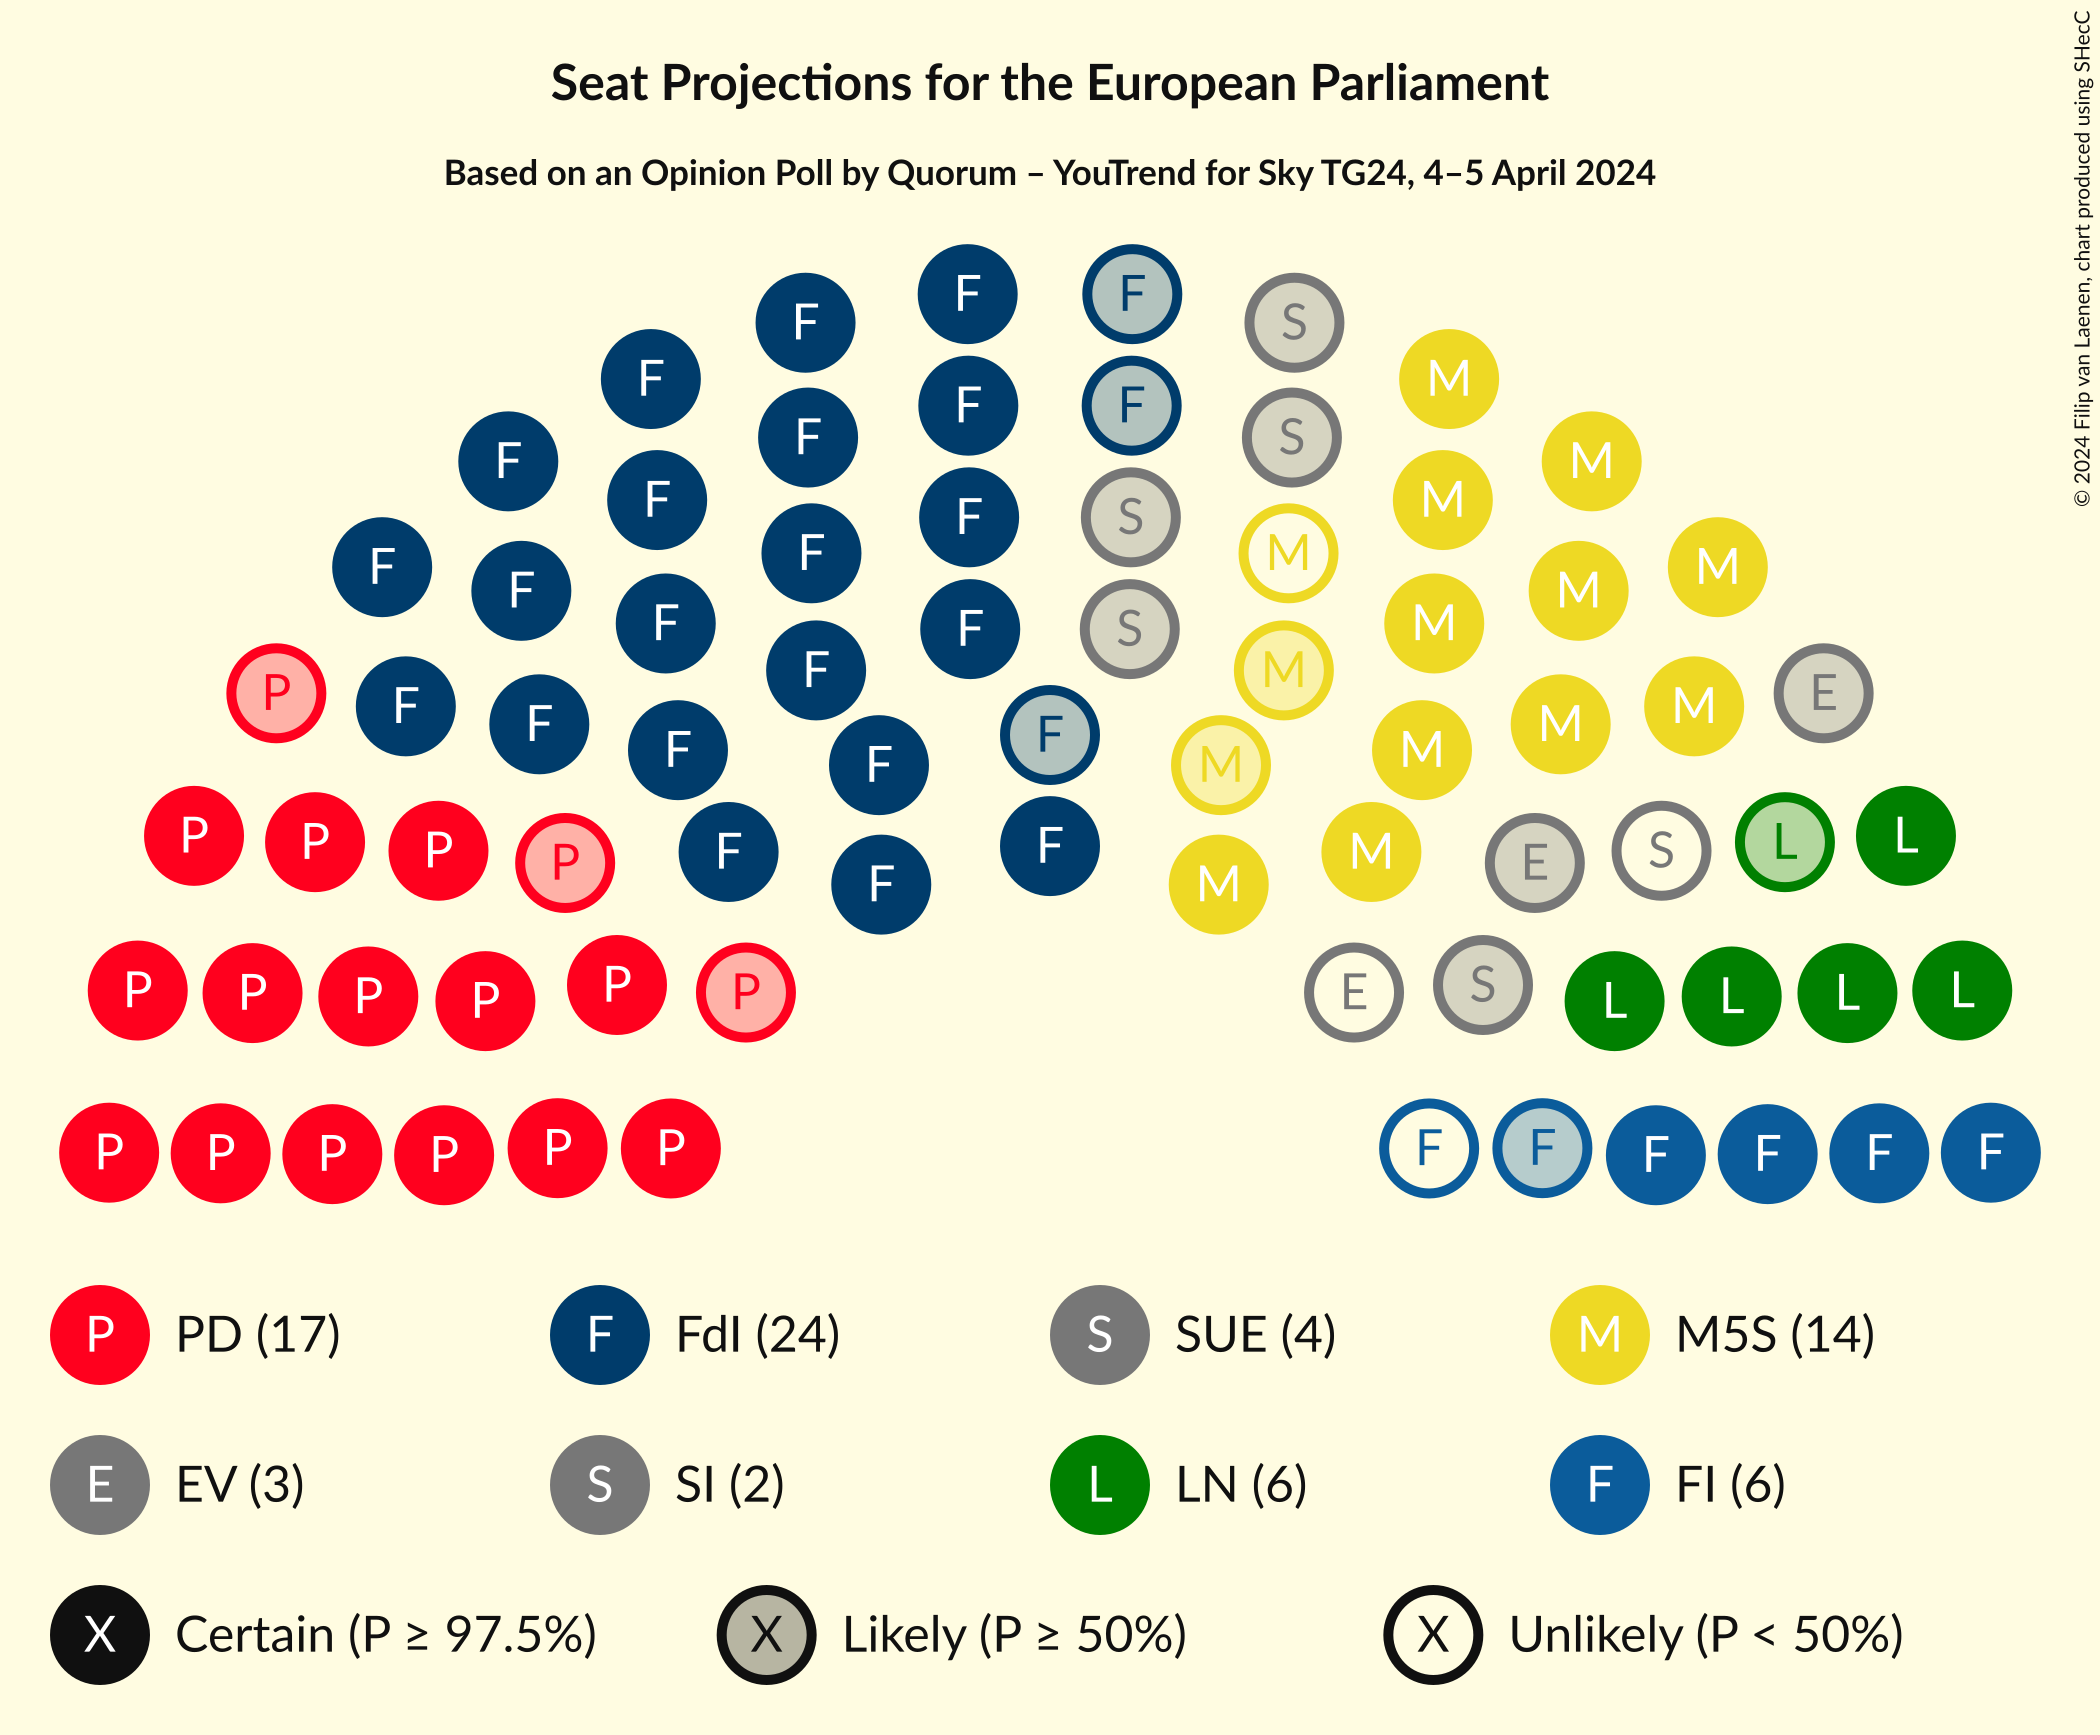 Seat Projections for the European Parliament
Based on an Opinion Poll by Quorum – YouTrend for Sky TG24, 4–5 April 2024
© 2024 Filip van Laenen, chart produced using SHecC
F F
F S
F F
F M
F S
F M
F M
F M
F S
F M
F F M M
F M
F S
P F M E
F F M M
F F M M
F M
P P P P F F M E S L L
F F M
P P P P P P E S L L L L
P P P P P P F F F F F F
P PD (17) F FdI (24) S SUE (4) M M5S (14)
E EV (3) S SI (2) L LN (6) F FI (6)
X Certain (P ≥ 97.5%) X Likely (P ≥ 50%) X Unlikely (P < 50%)